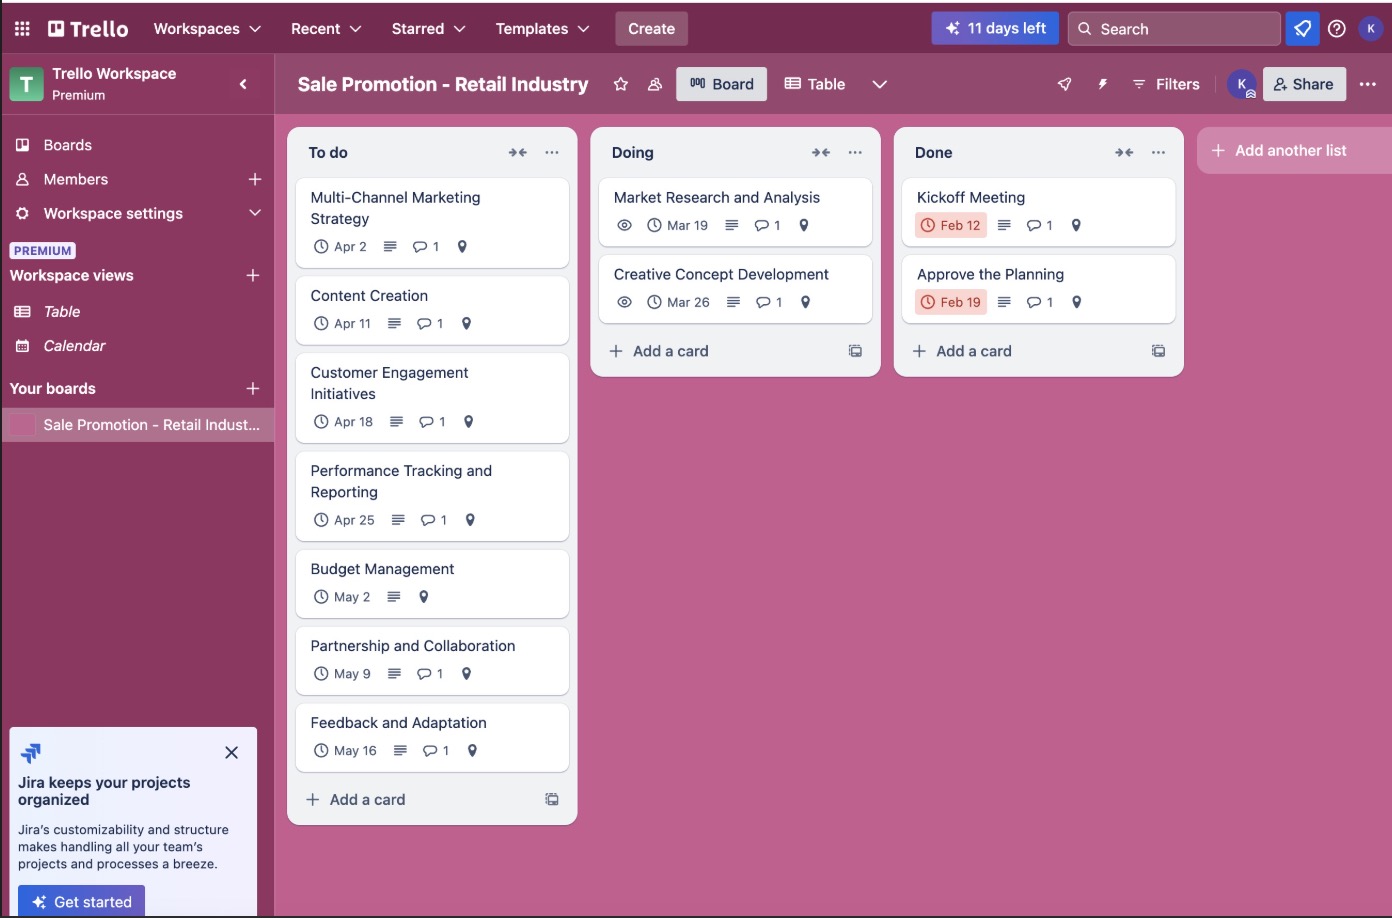 Trello
Workspaces
Recent
Starred
Templates
Create
11 days left
Search
K
T
Trello Workspace
Premium
Sale Promotion - Retail Industry
Board
Table
Filters
K
Share
Boards
Members
Workspace settings
PREMIUM
Workspace views
Table
Calendar
Your boards
Sale Promotion - Retail Indust...
Jira keeps your projects
organized
Jira's customizability and structure
makes handling all your team's
projects and processes a breeze.
Get started
To do
Multi-Channel Marketing
Strategy
Apr 2
1
Content Creation
Apr 11
1
Customer Engagement
Initiatives
Apr 18
1
Performance Tracking and
Reporting
Apr 25
1
Budget Management
May 2
Partnership and Collaboration
May 9
1
Feedback and Adaptation
May 16
1
Add a card
Doing
Market Research and Analysis
Mar 19
1
Creative Concept Development
Mar 26
1
Add a card
Done
Kickoff Meeting
Feb 12
1
Approve the Planning
Feb 19
1
Add a card
Add another list